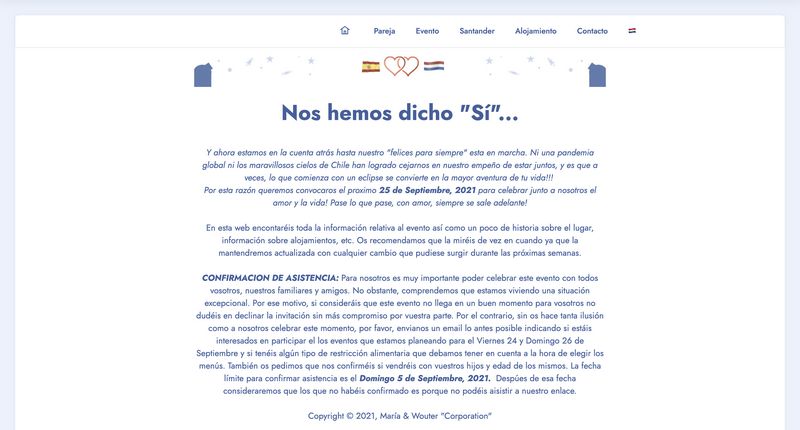 Pareja Evento Santander Alojamiento Contacto
Nos hemos dicho "Sí"...
Y ahora estamos en la cuenta atrás hasta nuestro "felices para siempre" esta en marcha. Ni una pandemia
global ni los maravillosos cielos de Chile han logrado cejarnos en nuestro empeño de estar juntos, y es que a
veces, lo que comienza con un eclipse se convierte en la mayor aventura de tu vida!!!
Por esta razón queremos convocaros el proximo 25 de Septiembre, 2021 para celebrar junto a nosotros el
amor y la vida! Pase lo que pase, con amor, siempre se sale adelante!
En esta web encontaréis toda la información relativa al evento así como un poco de historia sobre el lugar,
información sobre alojamientos, etc. Os recomendamos que la miréis de vez en cuando ya que la
mantendremos actualizada con cualquier cambio que pudiese surgir durante las próximas semanas.
CONFIRMACION DE ASISTENCIA: Para nosotros es muy importante poder celebrar este evento con todos
vosotros, nuestros familiares y amigos. No obstante, comprendemos que estamos viviendo una situación
excepcional. Por ese motivo, si consideráis que este evento no llega en un buen momento para vosotros no
dudéis en declinar la invitación sin más compromiso por vuestra parte. Por el contrario, sin os hace tanta ilusión
como a nosotros celebrar este momento, por favor, envianos un email lo antes posible indicando si estáis
interesados en participar el los eventos que estamos planeando para el Viernes 24 y Domingo 26 de
Septiembre y si tenéis algún tipo de restricción alimentaria que debamos tener en cuenta a la hora de elegir los
menús. También os pedimos que nos confirméis si vendréis con vuestros hijos y edad de los mismos. La fecha
límite para confirmar asistencia es el Domingo 5 de Septiembre, 2021. Despúes de esa fecha
consideraremos que los que no habéis confirmado es porque no podéis aisistir a nuestro enlace.
Copyright © 2021, María & Wouter "Corporation"